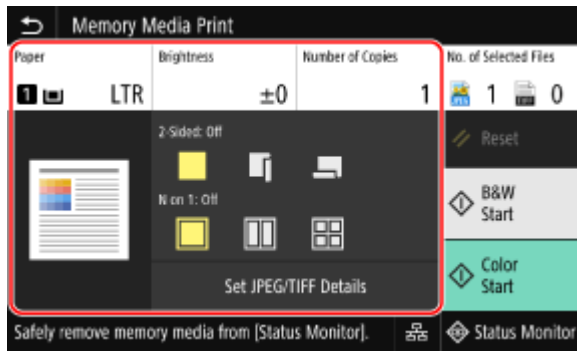 Memory Media Print
Paper
Brightness
Number of Copies
No. of Selected Files
1 LTR
±0
1
JPEG 1
TIFF 0
2-Sided: Off
Reset
N on 1: Off
B&W
Start
Color
Start
Set JPEG/TIFF Details
Safely remove memory media from [Status Monitor].
Status Monitor